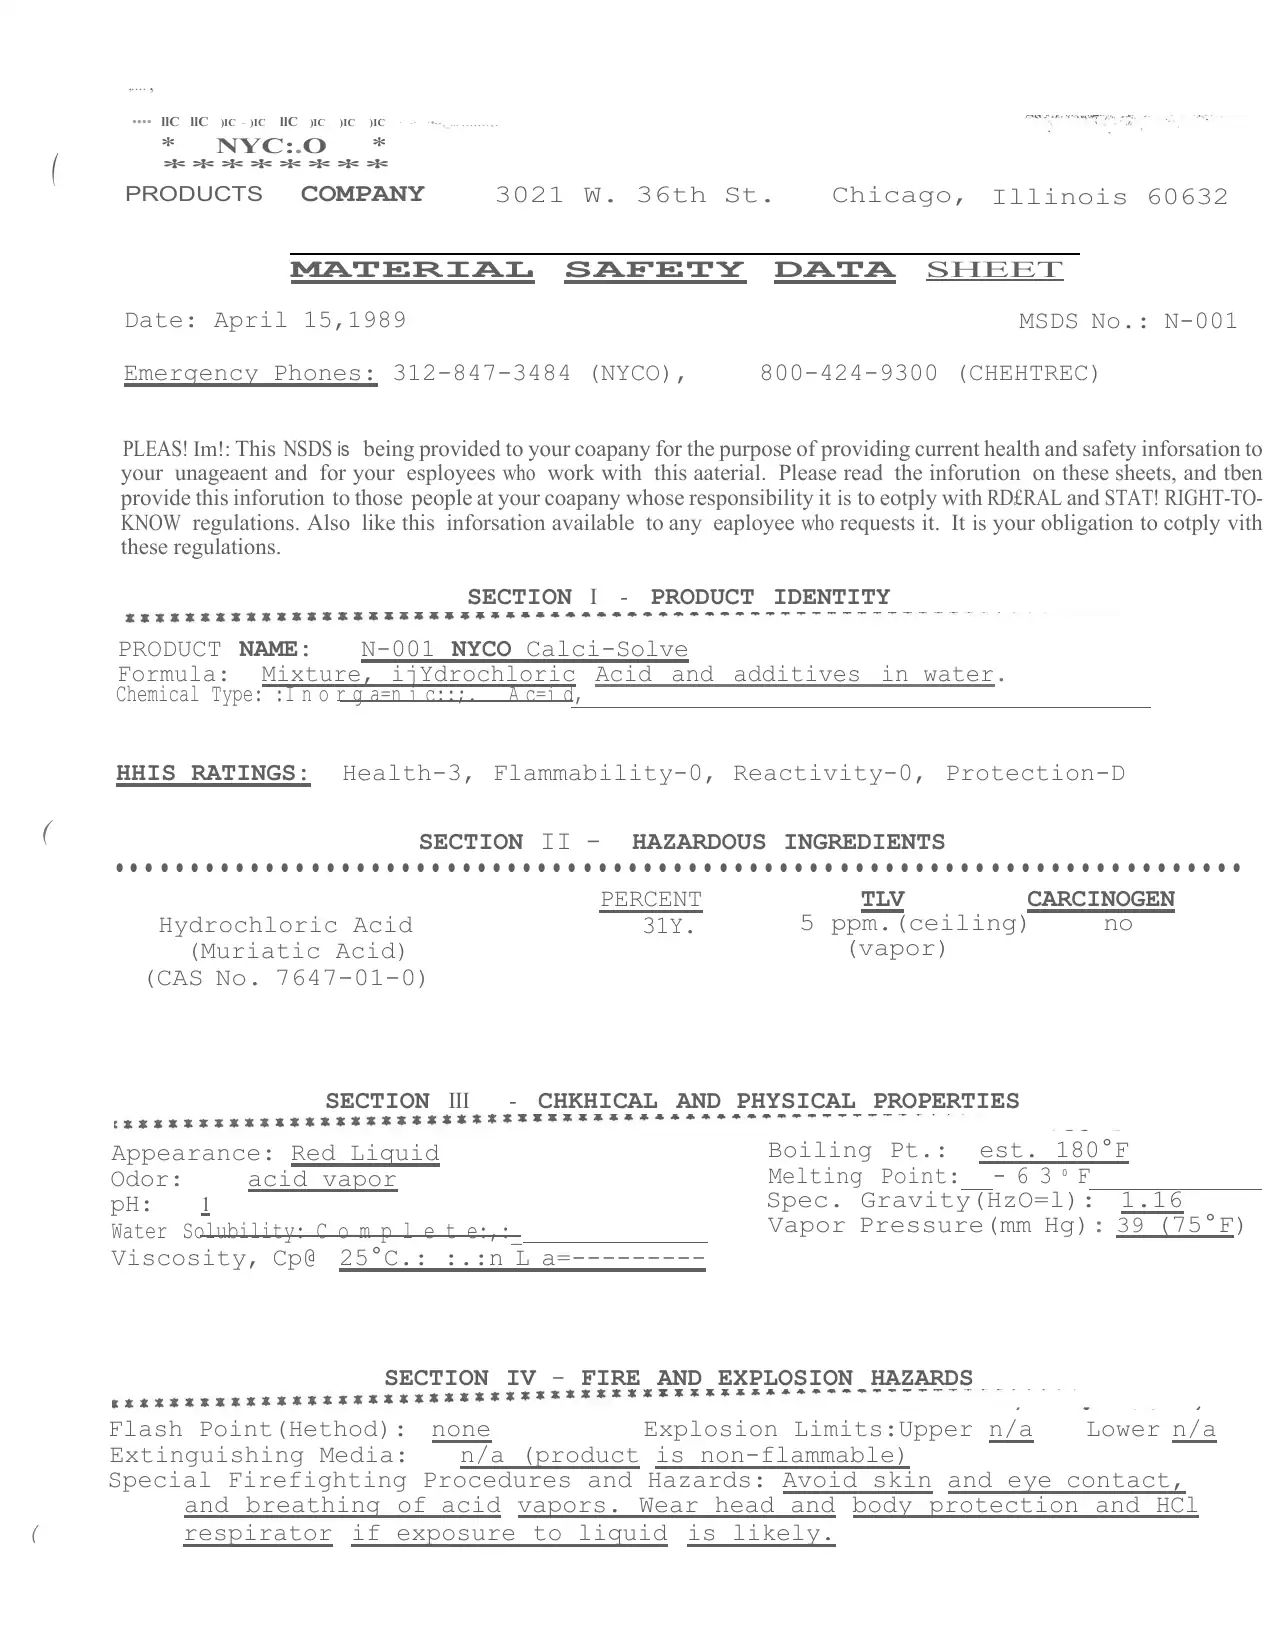 * NYC:.O *
PRODUCTS COMPANY 3021 W. 36th St. Chicago, Illinois 60632
MATERIAL SAFETY DATA SHEET
Date: April 15,1989 MSDS No.: N-001
Emergency Phones: 312-847-3484 (NYCO), 800-424-9300 (CHEHTREC)
PLEAS! Im!: This NSDS is being provided to your coapany for the purpose of providing current health and safety inforsation to
your unageaent and for your esployees who work with this aaterial. Please read the inforution on these sheets, and tben
provide this inforution to those people at your coapany whose responsibility it is to eotply with RD£RAL and STAT! RIGHT-TO-
KNOW regulations. Also like this inforsation available to any eaployee who requests it. It is your obligation to cotply vith
these regulations.
SECTION I - PRODUCT IDENTITY
PRODUCT NAME: N-001 NYCO Calci-Solve
Formula: Mixture, ijYdrochloric Acid and additives in water.
Chemical Type: :I n o r g a=n i c::;. A c=i d,
HHIS RATINGS: Health-3, Flammability-0, Reactivity-0, Protection-D
SECTION II - HAZARDOUS INGREDIENTS
PERCENT TLV CARCINOGEN
Hydrochloric Acid 31Y. 5 ppm.(ceiling) no
(Muriatic Acid) (vapor)
(CAS No. 7647-01-0)
SECTION III - CHKHICAL AND PHYSICAL PROPERTIES
Appearance: Red Liquid Boiling Pt.: est. 180°F
Odor: acid vapor Melting Point: - 6 3 0 F
pH: 1 Spec. Gravity(HzO=l): 1.16
Water Solubility: C o m p l e t e:,:_ Vapor Pressure(mm Hg): 39 (75°F)
Viscosity, Cp@ 25°C.: :.:n L a=---------
SECTION IV - FIRE AND EXPLOSION HAZARDS
Flash Point(Hethod): none Explosion Limits:Upper n/a Lower n/a
Extinguishing Media: n/a (product is non-flammable)
Special Firefighting Procedures and Hazards: Avoid skin and eye contact,
and breathing of acid vapors. Wear head and body protection and HCl
respirator if exposure to liquid is likely.